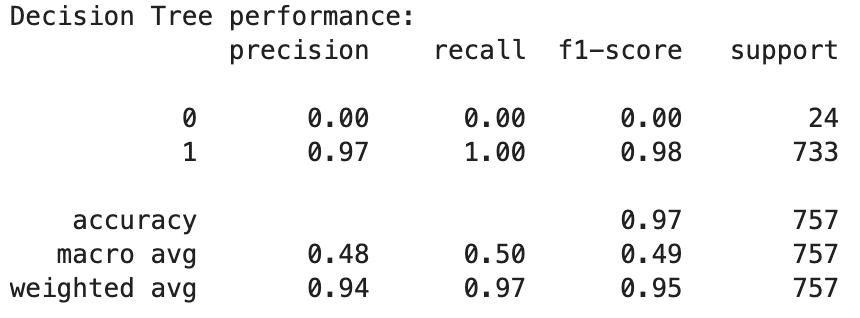 Decision Tree performance:
precision recall f1-score support
0 0.00 0.00 0.00 24
1 0.97 1.00 0.98 733
accuracy 0.97 757
macro avg 0.48 0.50 0.49 757
weighted avg 0.94 0.97 0.95 757